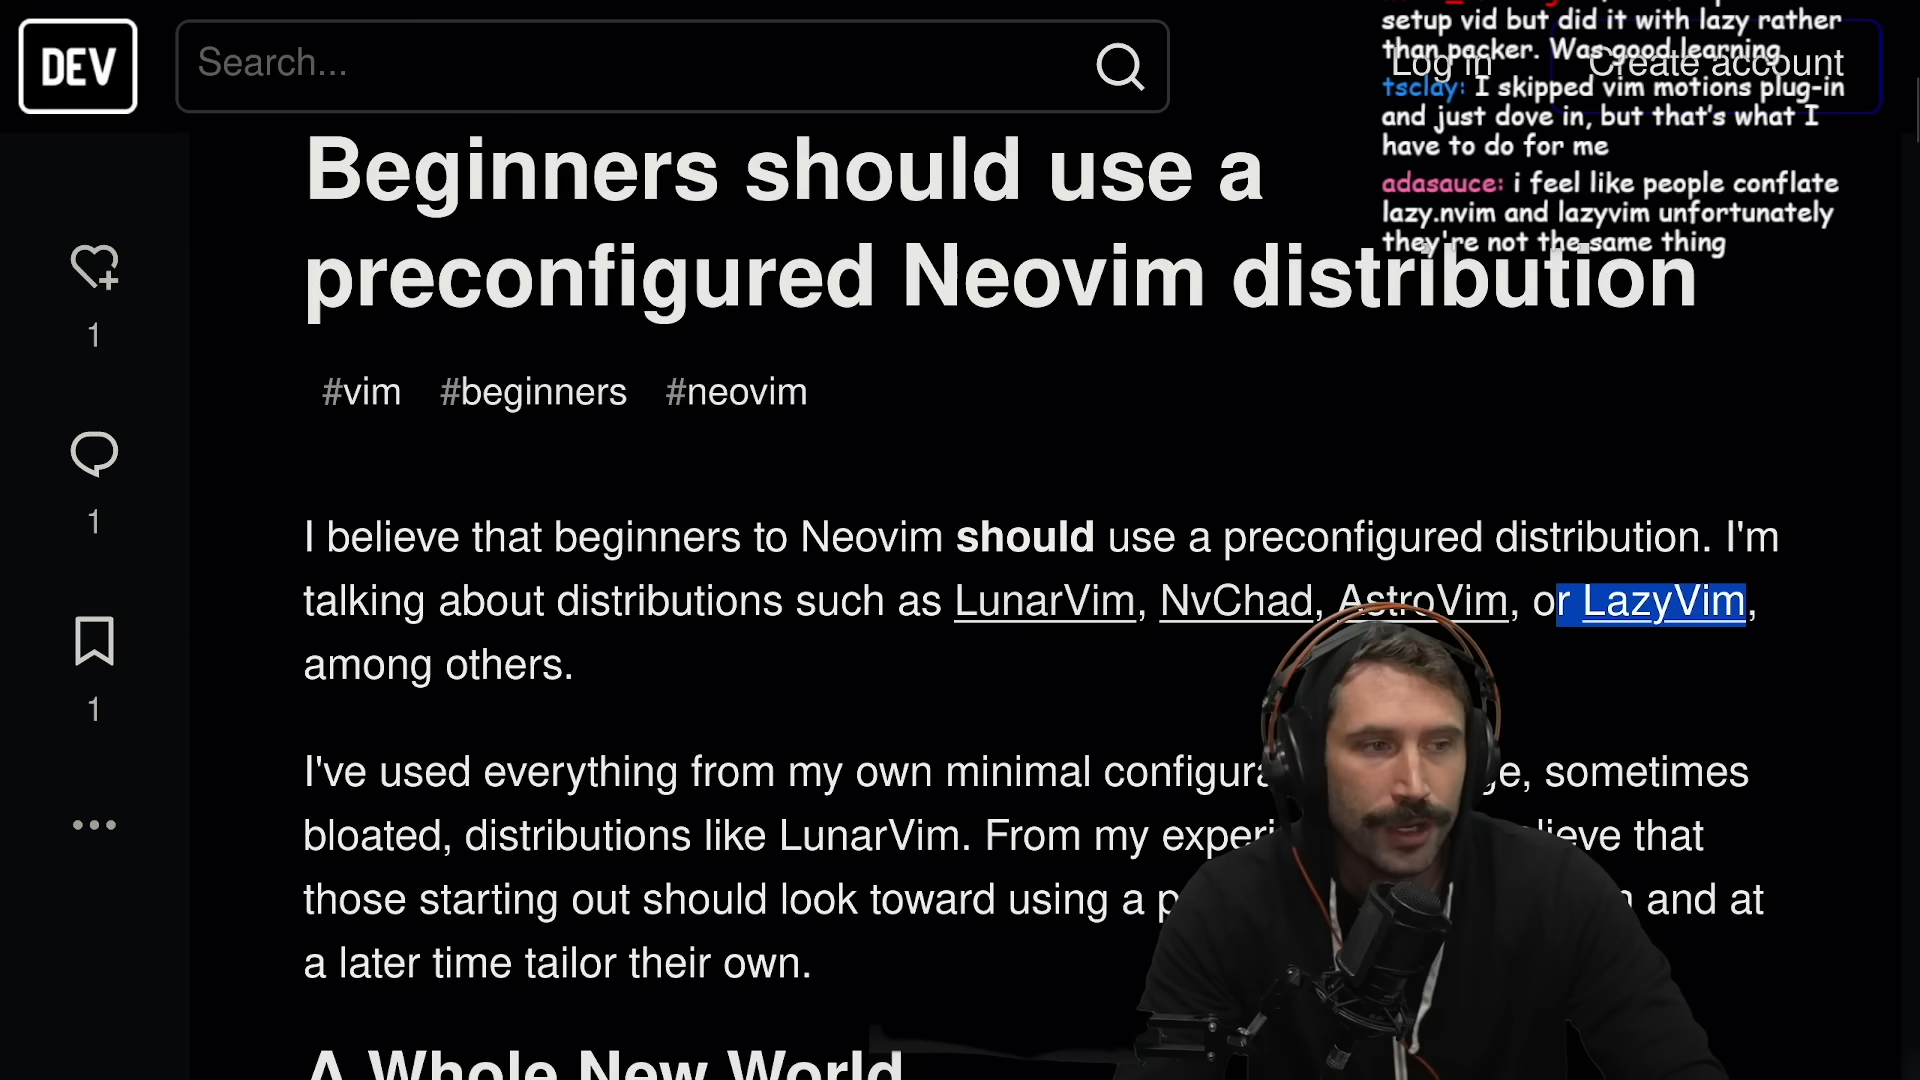 DEV
Search...
Log in
Create account
setup vid but did it with lazy rather
than packer. Was good learning
tsclay: I skipped vim motions plug-in
and just dove in, but that's what I
have to do for me
adasauce: i feel like people conflate
lazy.nvim and lazyvim unfortunately
they're not the same thing
Beginners should use a
preconfigured Neovim distribution
#vim #beginners #neovim
1
1
1
I believe that beginners to Neovim should use a preconfigured distribution. I'm
talking about distributions such as LunarVim, NvChad, AstroVim, or LazyVim,
among others.
I've used everything from my own minimal sometimes
bloated, distributions like LunarVim. From my that
those starting out should look toward using a and at
a later time tailor their own.
A Whole New World